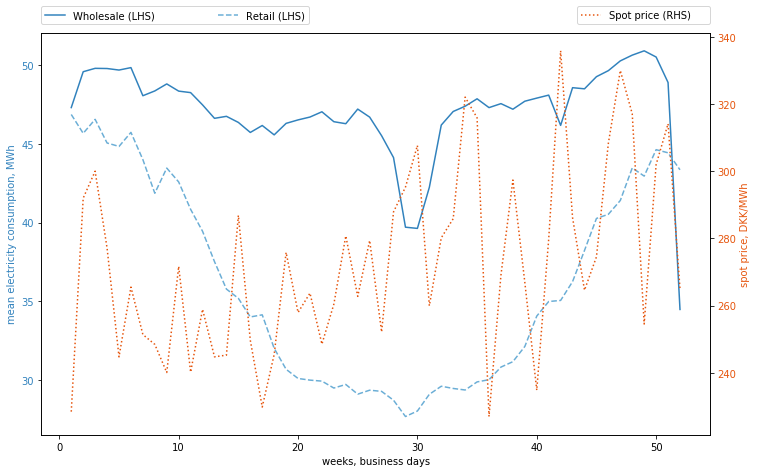 Wholesale (LHS)
Retail (LHS)
Spot price (RHS)
mean electricity consumption, MWh
50
45
40
35
30
340
320
300
280
260
240
spot price, DKK/MWh
0
10
20
30
40
50
weeks, business days